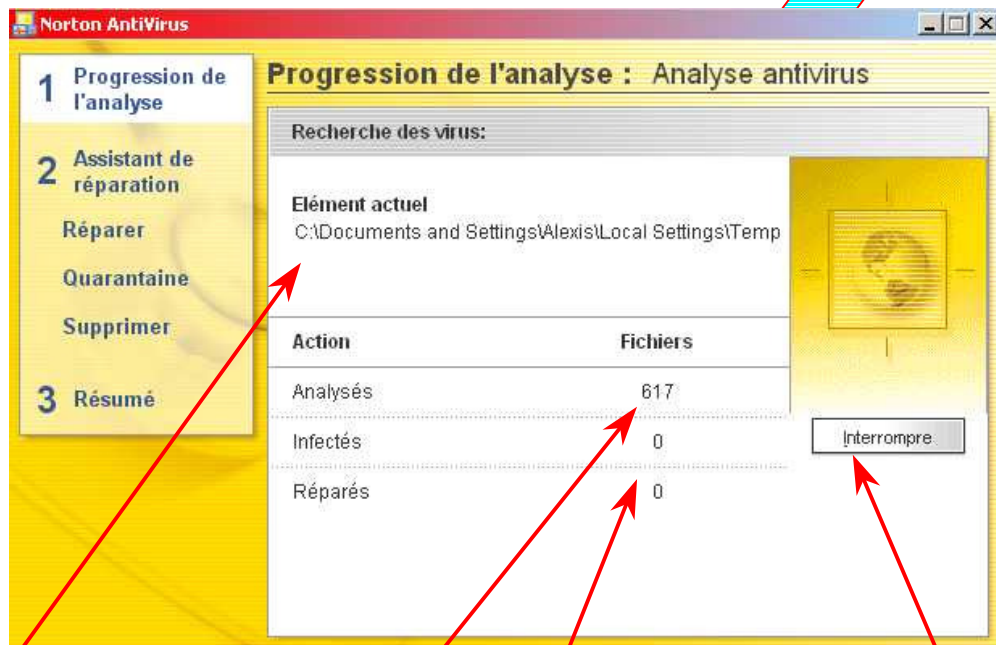 Norton AntiVirus
1 Progression de
l'analyse
2 Assistant de
réparation
Réparer
Quarantaine
Supprimer
3 Résumé
Progression de l'analyse : Analyse antivirus
Recherche des virus:
Elément actuel
C:\Documents and Settings\Alexis\Local Settings\Temp
Action Fichiers
Analysés 617
Infectés 0
Réparés 0
Interrompre